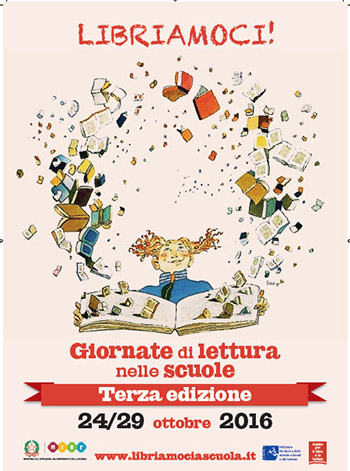 LIBRIAMOCI!
Giornate di lettura
nelle scuole
Terza edizione
24/29 ottobre 2016
www.libriamociascuola.it